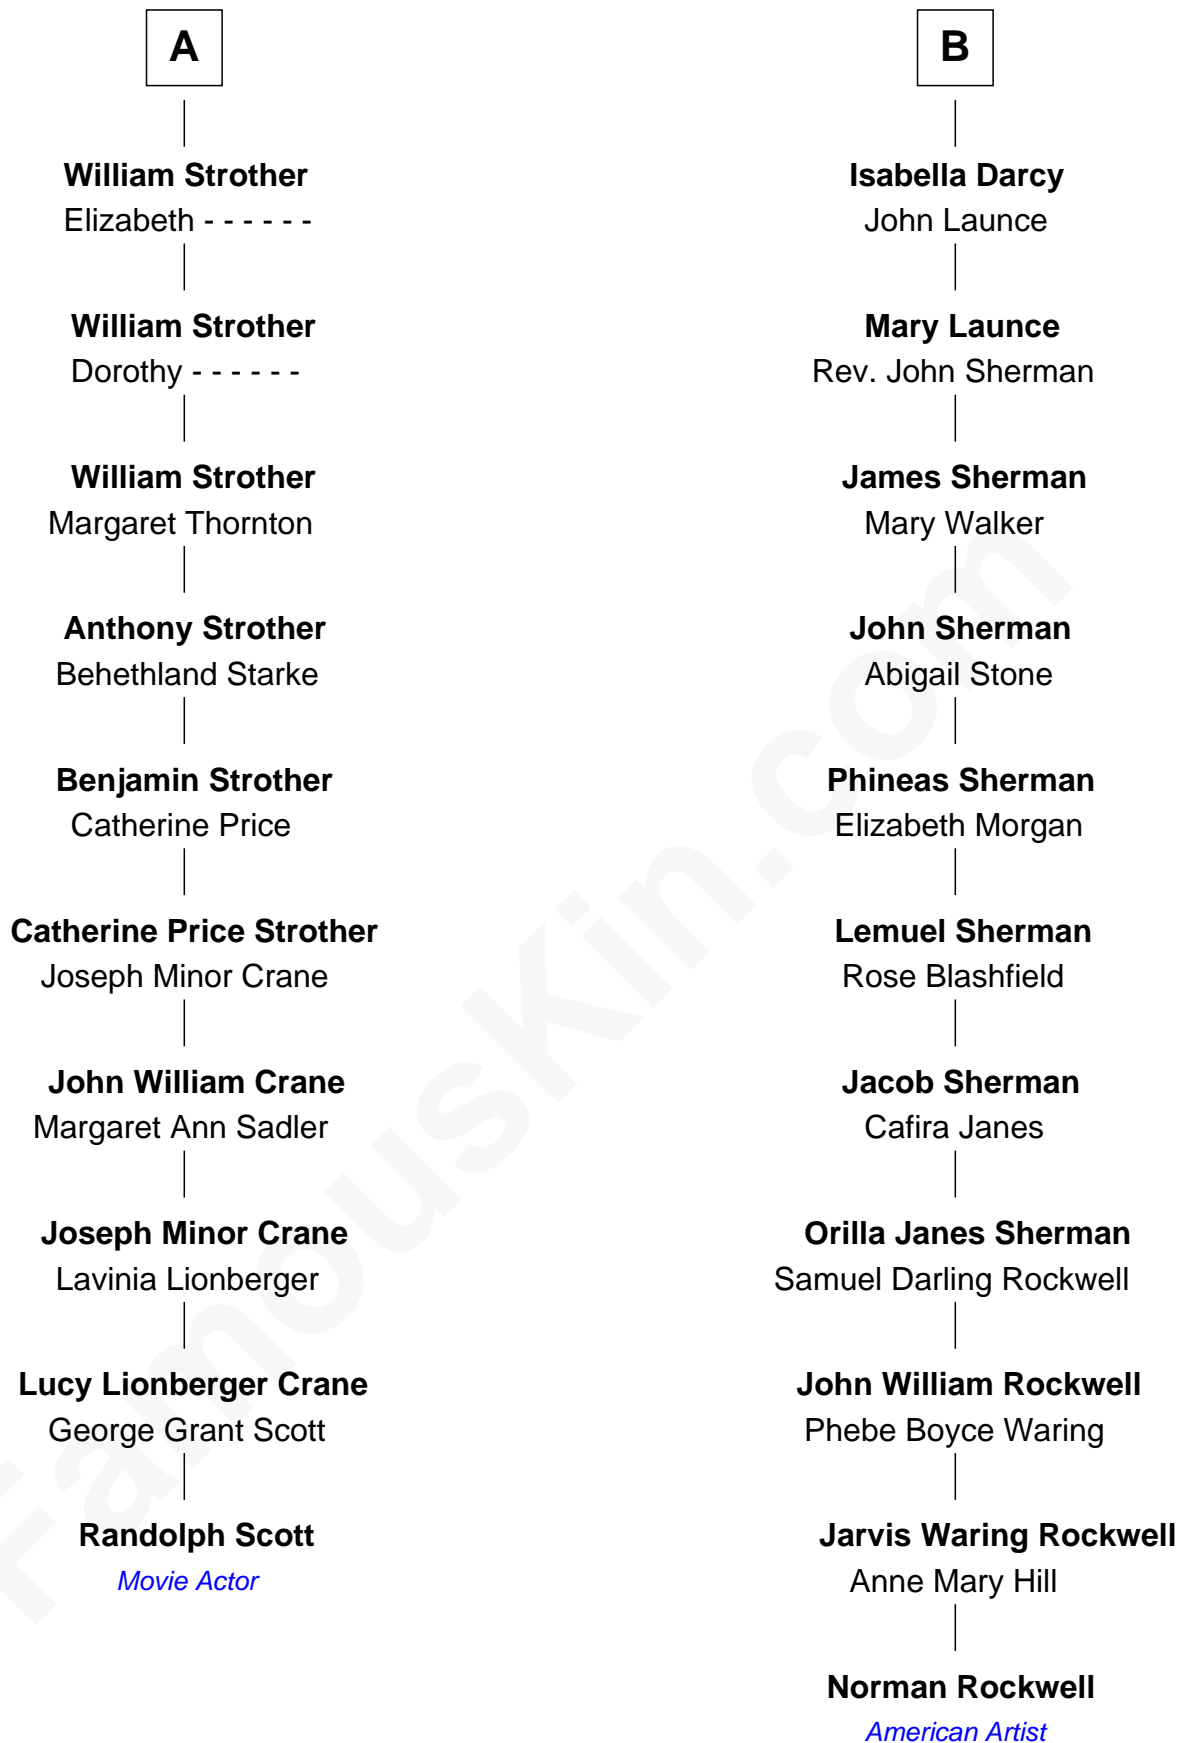 A
William Strother
Elizabeth - - - - - -
William Strother
Dorothy - - - - - -
William Strother
Margaret Thornton
Anthony Strother
Behethland Starke
Benjamin Strother
Catherine Price
Catherine Price Strother
Joseph Minor Crane
John William Crane
Margaret Ann Sadler
Joseph Minor Crane
Lavinia Lionberger
Lucy Lionberger Crane
George Grant Scott
Randolph Scott
Movie Actor
B
Isabella Darcy
John Launce
Mary Launce
Rev. John Sherman
James Sherman
Mary Walker
John Sherman
Abigail Stone
Phineas Sherman
Elizabeth Morgan
Lemuel Sherman
Rose Blashfield
Jacob Sherman
Cafira Janes
Orilla Janes Sherman
Samuel Darling Rockwell
John William Rockwell
Phebe Boyce Waring
Jarvis Waring Rockwell
Anne Mary Hill
Norman Rockwell
American Artist
FamousKin.com